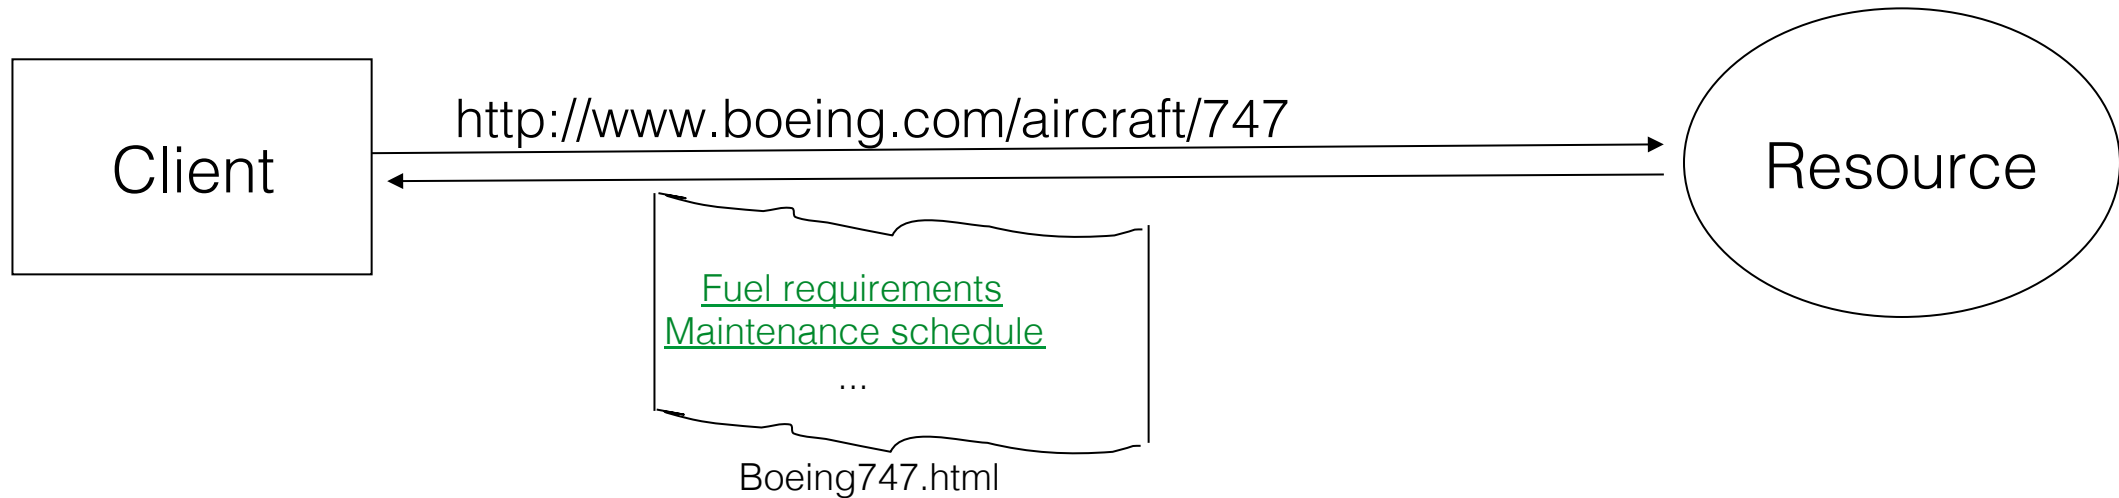 http://www.boeing.com/aircraft/747
Client
Resource
Fuel requirements
Maintenance schedule
...
Boeing747.html